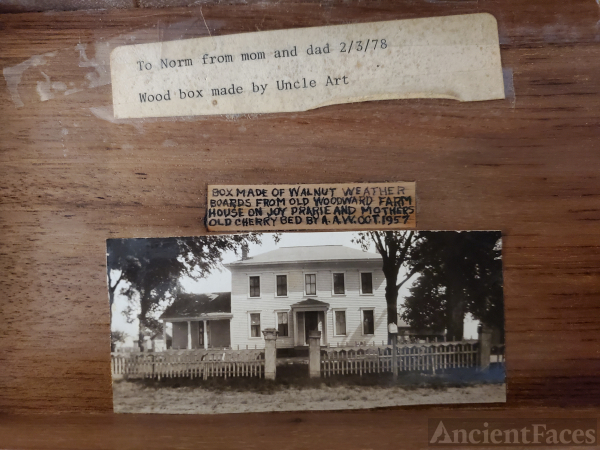 To Norm from mom and dad 2/3/78
Wood box made by Uncle Art
BOX MADE OF WALNUT WEATHER
BOARDS FROM OLD WOODWARD FARM
HOUSE ON JOY PRARIE AND MOTHERS
OLD CHERRY BED BY A.A.W. OCT. 1957
AncientFaces